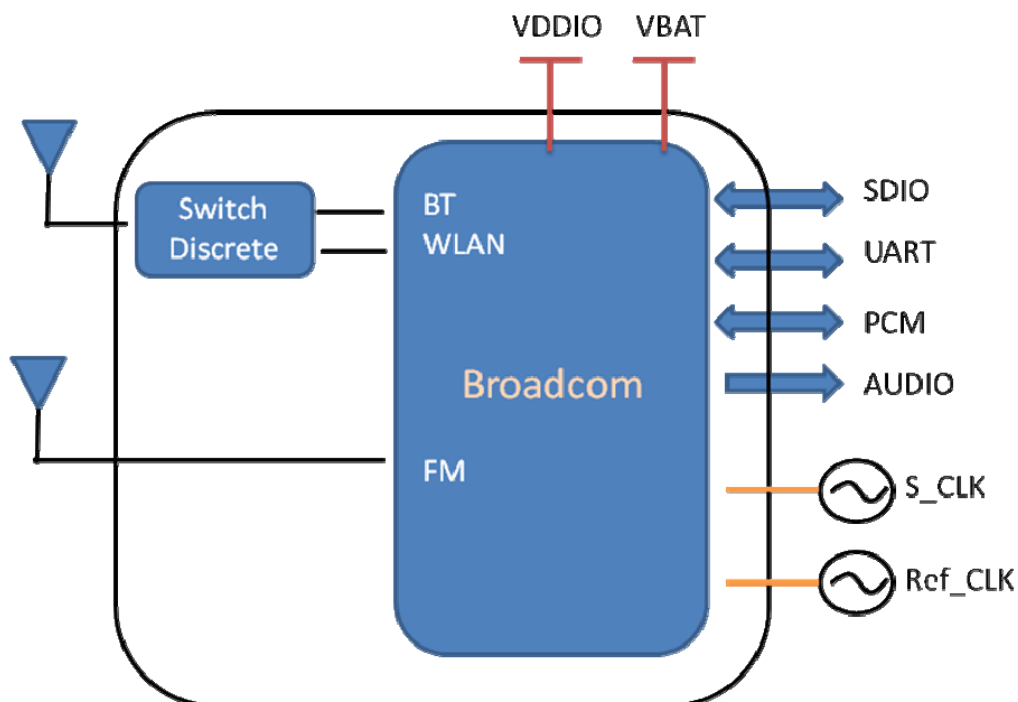 VDDIO VBAT
Switch
Discrete
BT
WLAN
Broadcom
FM
SDIO
UART
PCM
AUDIO
S_CLK
Ref_CLK